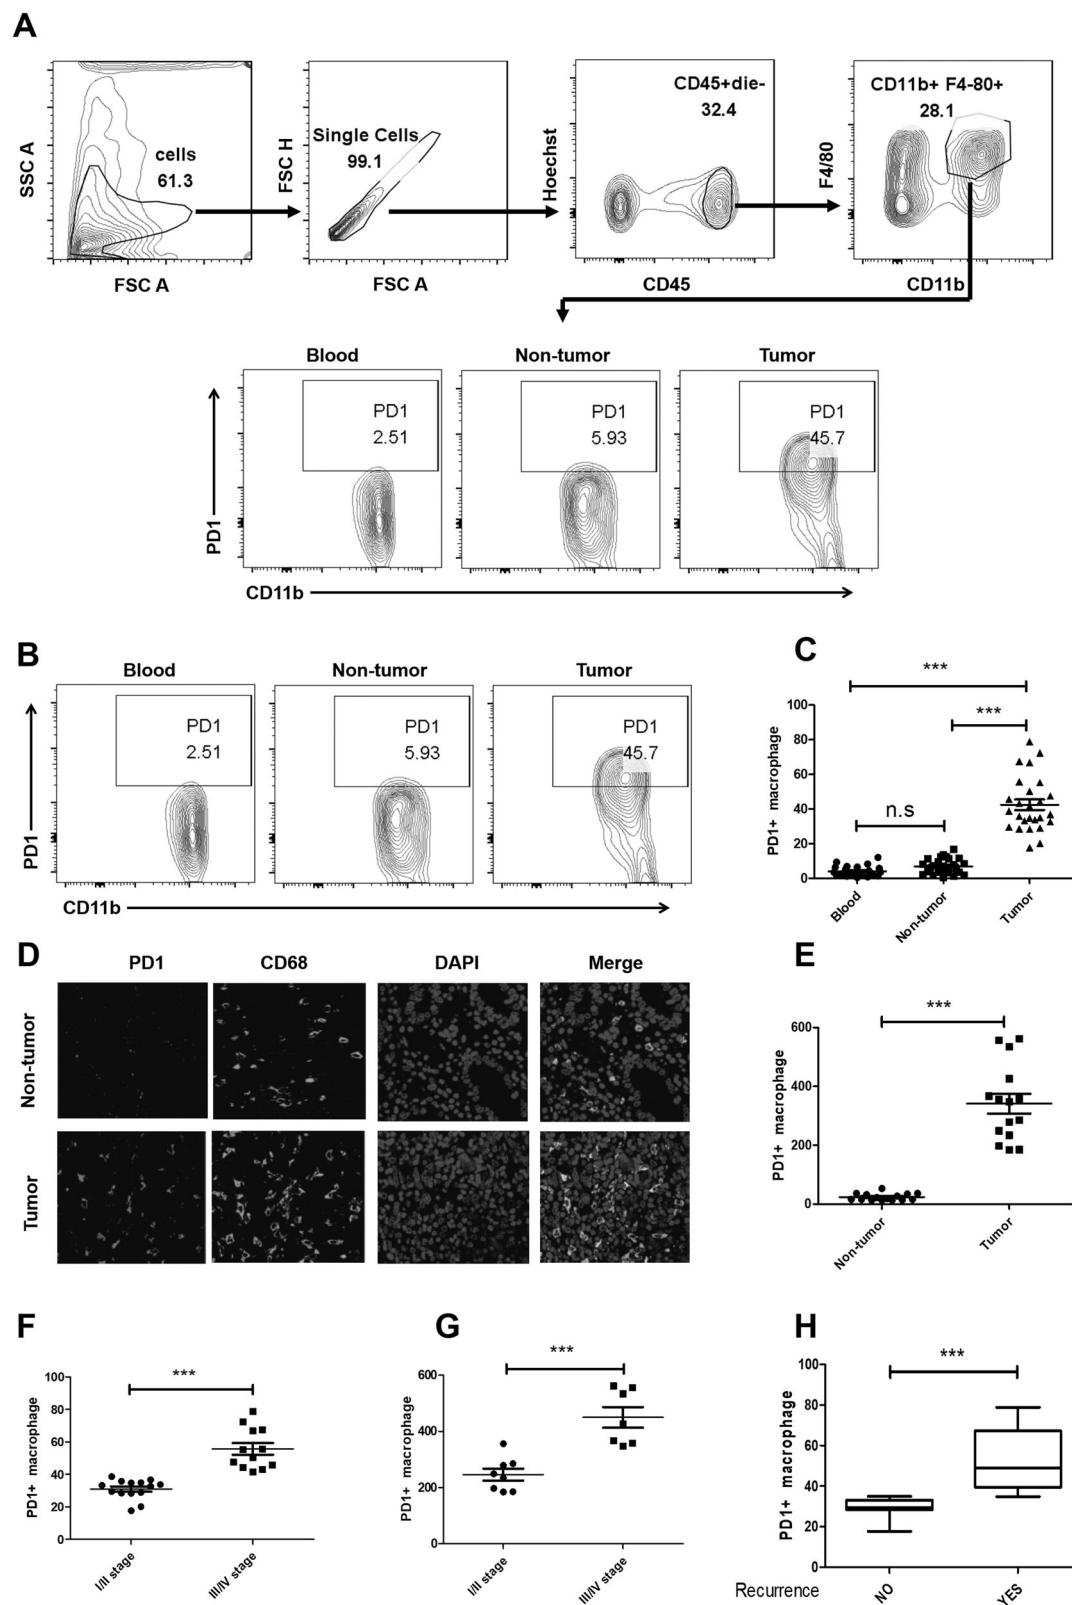 A
SSC A
cells
61.3
FSC A
FSC H
Single Cells
99.1
FSC A
Hoechst
CD45+die-
32.4
CD45
F4/80
CD11b+ F4-80+
28.1
CD11b
Blood
Non-tumor
Tumor
PD1
PD1
2.51
PD1
5.93
PD1
45.7
CD11b
B
Blood
Non-tumor
Tumor
PD1
PD1
2.51
PD1
5.93
PD1
45.7
CD11b
C
***
***
n.s
PD1+ macrophage
100
80
60
40
20
0
Blood
Non-tumor
Tumor
D
PD1
CD68
DAPI
Merge
Non-tumor
Tumor
E
***
PD1+ macrophage
600
400
200
0
Non-tumor
Tumor
F
***
PD1+ macrophage
100
80
60
40
20
0
I/II stage
III/IV stage
G
***
PD1+ macrophage
600
400
200
0
I/II stage
III/IV stage
H
***
PD1+ macrophage
100
80
60
40
20
0
Recurrence
NO
YES